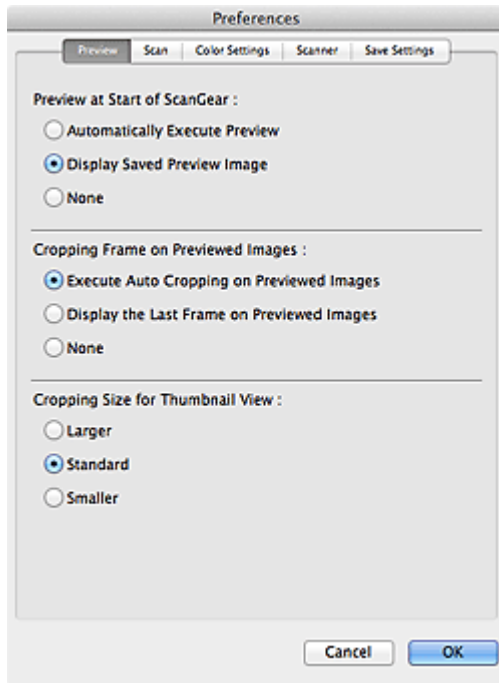 Preferences
Preview Scan Color Settings Scanner Save Settings
Preview at Start of ScanGear :
Automatically Execute Preview
Display Saved Preview Image
None
Cropping Frame on Previewed Images :
Execute Auto Cropping on Previewed Images
Display the Last Frame on Previewed Images
None
Cropping Size for Thumbnail View :
Larger
Standard
Smaller
Cancel OK